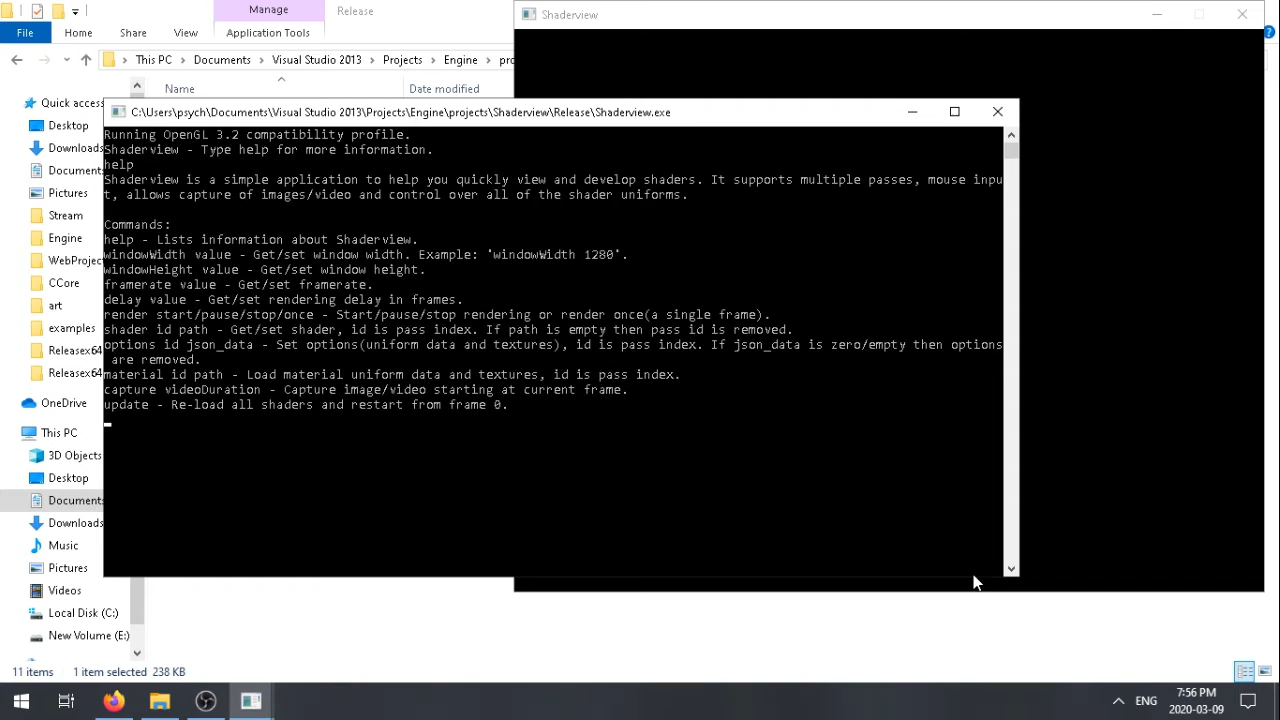 Manage
Release
Shaderview
File
Home
Share
View
Application Tools
This PC
Documents
Visual Studio 2013
Projects
Engine
Name
Date modified
Quick access
Desktop
Downloads
Documents
Pictures
Stream
Engine
WebProjec
CCore
art
examples
Releasex64
Releasex64
OneDrive
This PC
3D Objects
Desktop
Documents
Downloads
Music
Pictures
Videos
Local Disk (C:)
New Volume (E:)
C:\Users\psych\Documents\Visual Studio 2013\Projects\Engine\projects\Shaderview\Release\Shaderview.exe
Running OpenGL 3.2 compatibility profile.
Shaderview - Type help for more information.
help
Shaderview is a simple application to help you quickly view and develop shaders. It supports multiple passes, mouse inpu
t, allows capture of images/video and control over all of the shader uniforms.
Commands:
help - Lists information about Shaderview.
windowWidth value - Get/set window width. Example: 'windowWidth 1280'.
windowHeight value - Get/set window height.
framerate value - Get/set framerate.
delay value - Get/set rendering delay in frames.
render start/pause/stop/once - Start/pause/stop rendering or render once(a single frame).
shader id path - Get/set shader, id is pass index. If path is empty then pass id is removed.
options id json_data - Set options(uniform data and textures), id is pass index. If json_data is zero/empty then options
are removed.
material id path - Load material uniform data and textures, id is pass index.
capture videoDuration - Capture image/video starting at current frame.
update - Re-load all shaders and restart from frame 0.
11 items
1 item selected 238 KB
ENG
7:56 PM
2020-03-09